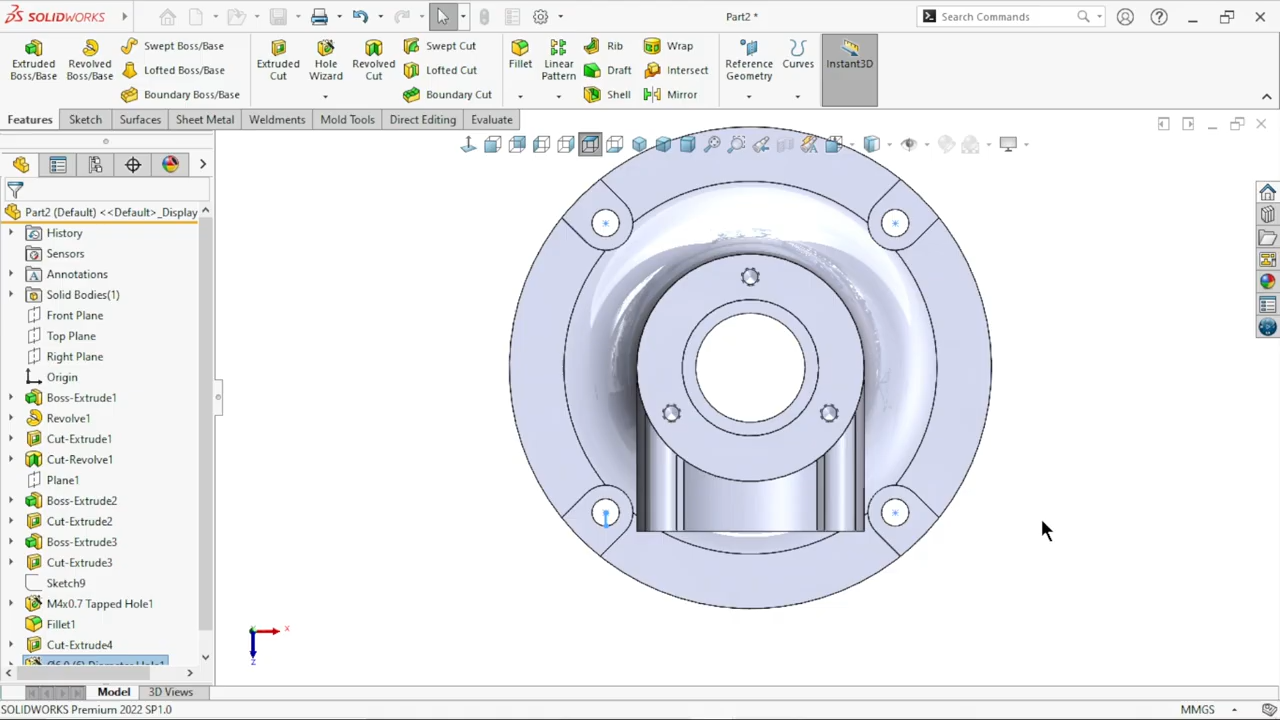 SOLIDWORKS
Part2 *
Search Commands
Extruded Boss/Base
Revolved Boss/Base
Swept Boss/Base
Lofted Boss/Base
Boundary Boss/Base
Extruded Cut
Hole Wizard
Revolved Cut
Swept Cut
Lofted Cut
Boundary Cut
Fillet
Linear Pattern
Rib
Draft
Shell
Wrap
Intersect
Mirror
Reference Geometry
Curves
Instant3D
Features
Sketch
Surfaces
Sheet Metal
Weldments
Mold Tools
Direct Editing
Evaluate
Part2 (Default) <<Default>_Display
History
Sensors
Annotations
Solid Bodies(1)
Front Plane
Top Plane
Right Plane
Origin
Boss-Extrude1
Revolve1
Cut-Extrude1
Cut-Revolve1
Plane1
Boss-Extrude2
Cut-Extrude2
Boss-Extrude3
Cut-Extrude3
Sketch9
M4x0.7 Tapped Hole1
Fillet1
Cut-Extrude4
Ø6.0 (6) Diameter Hole1
x
z
Model
3D Views
SOLIDWORKS Premium 2022 SP1.0
MMGS